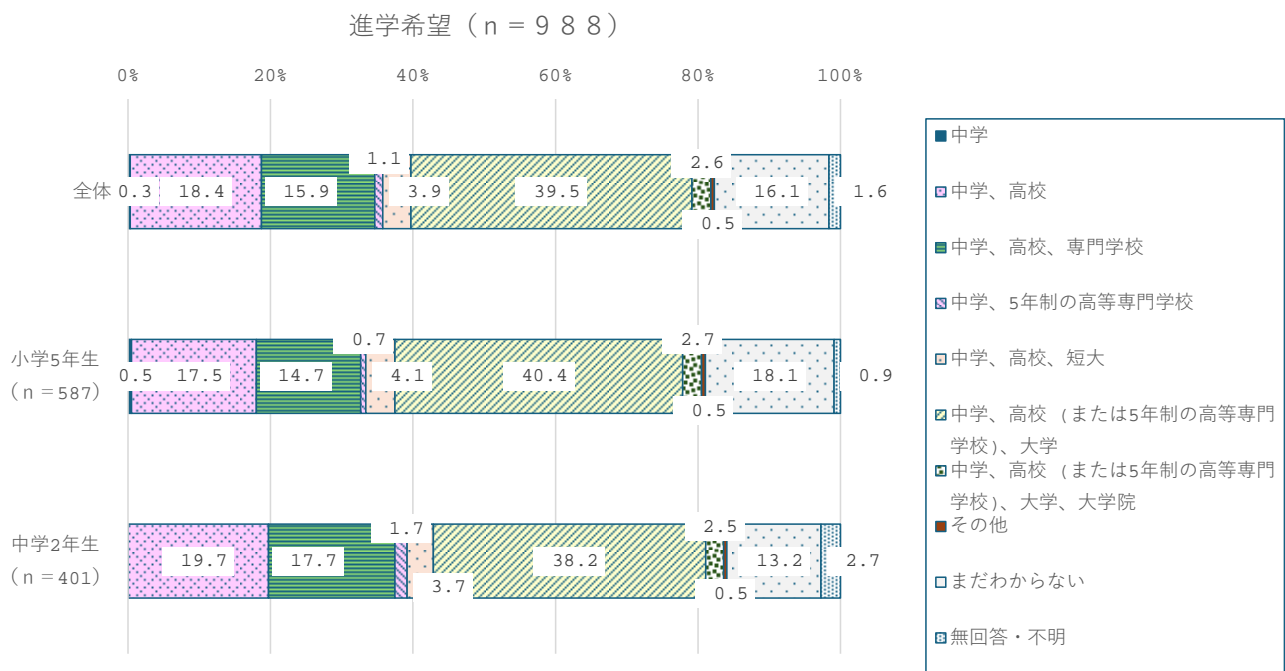 進学希望（ｎ＝９８８）
0%
20%
40%
60%
80%
100%
全体
0.3
18.4
15.9
1.1
3.9
39.5
2.6
0.5
16.1
1.6
小学5年生
（ｎ＝587）
0.5
17.5
14.7
0.7
4.1
40.4
2.7
0.5
18.1
0.9
中学2年生
（ｎ＝401）
19.7
17.7
1.7
3.7
38.2
2.5
0.5
13.2
2.7
中学
中学、高校
中学、高校、専門学校
中学、5年制の高等専門学校
中学、高校、短大
中学、高校（または5年制の高等専門
学校）、大学
中学、高校（または5年制の高等専門
学校）、大学、大学院
その他
まだわからない
無回答・不明